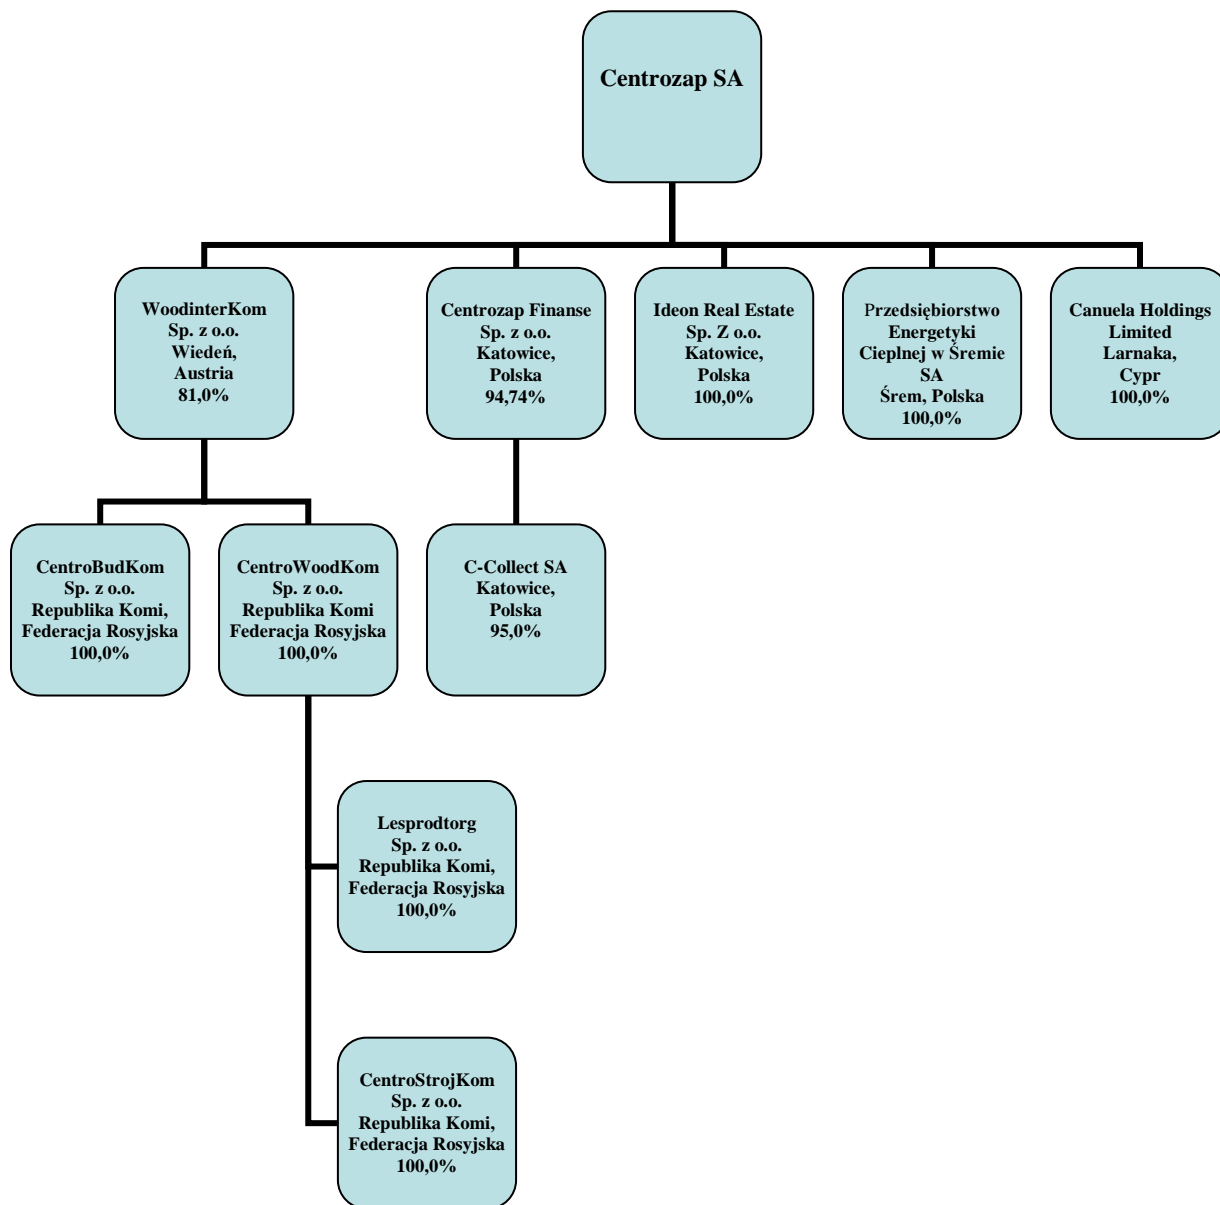 Centrozap SA
WoodinterKom
Sp. z o.o.
Wiedeń,
Austria
81,0%
Centrozap Finanse
Sp. z o.o.
Katowice,
Polska
94,74%
Ideon Real Estate
Sp. Z o.o.
Katowice,
Polska
100,0%
Przedsiębiorstwo
Energetyki
Cieplnej w Śremie
SA
Śrem, Polska
100,0%
Canuela Holdings
Limited
Larnaka,
Cypr
100,0%
CentroBudKom
Sp. z o.o.
Republika Komi,
Federacja Rosyjska
100,0%
CentroWoodKom
Sp. z o.o.
Republika Komi
Federacja Rosyjska
100,0%
C-Collect SA
Katowice,
Polska
95,0%
Lesprodtorg
Sp. z o.o.
Republika Komi,
Federacja Rosyjska
100,0%
CentroStrojKom
Sp. z o.o.
Republika Komi,
Federacja Rosyjska
100,0%